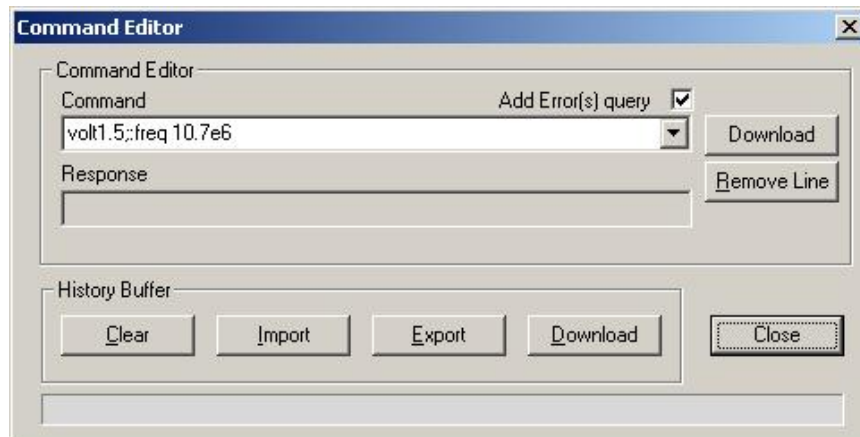 Command Editor
Command Editor
Command Add Error(s) query
volt1.5;:freq 10.7e6
Download
Response
Remove Line
History Buffer
Clear Import Export Download Close